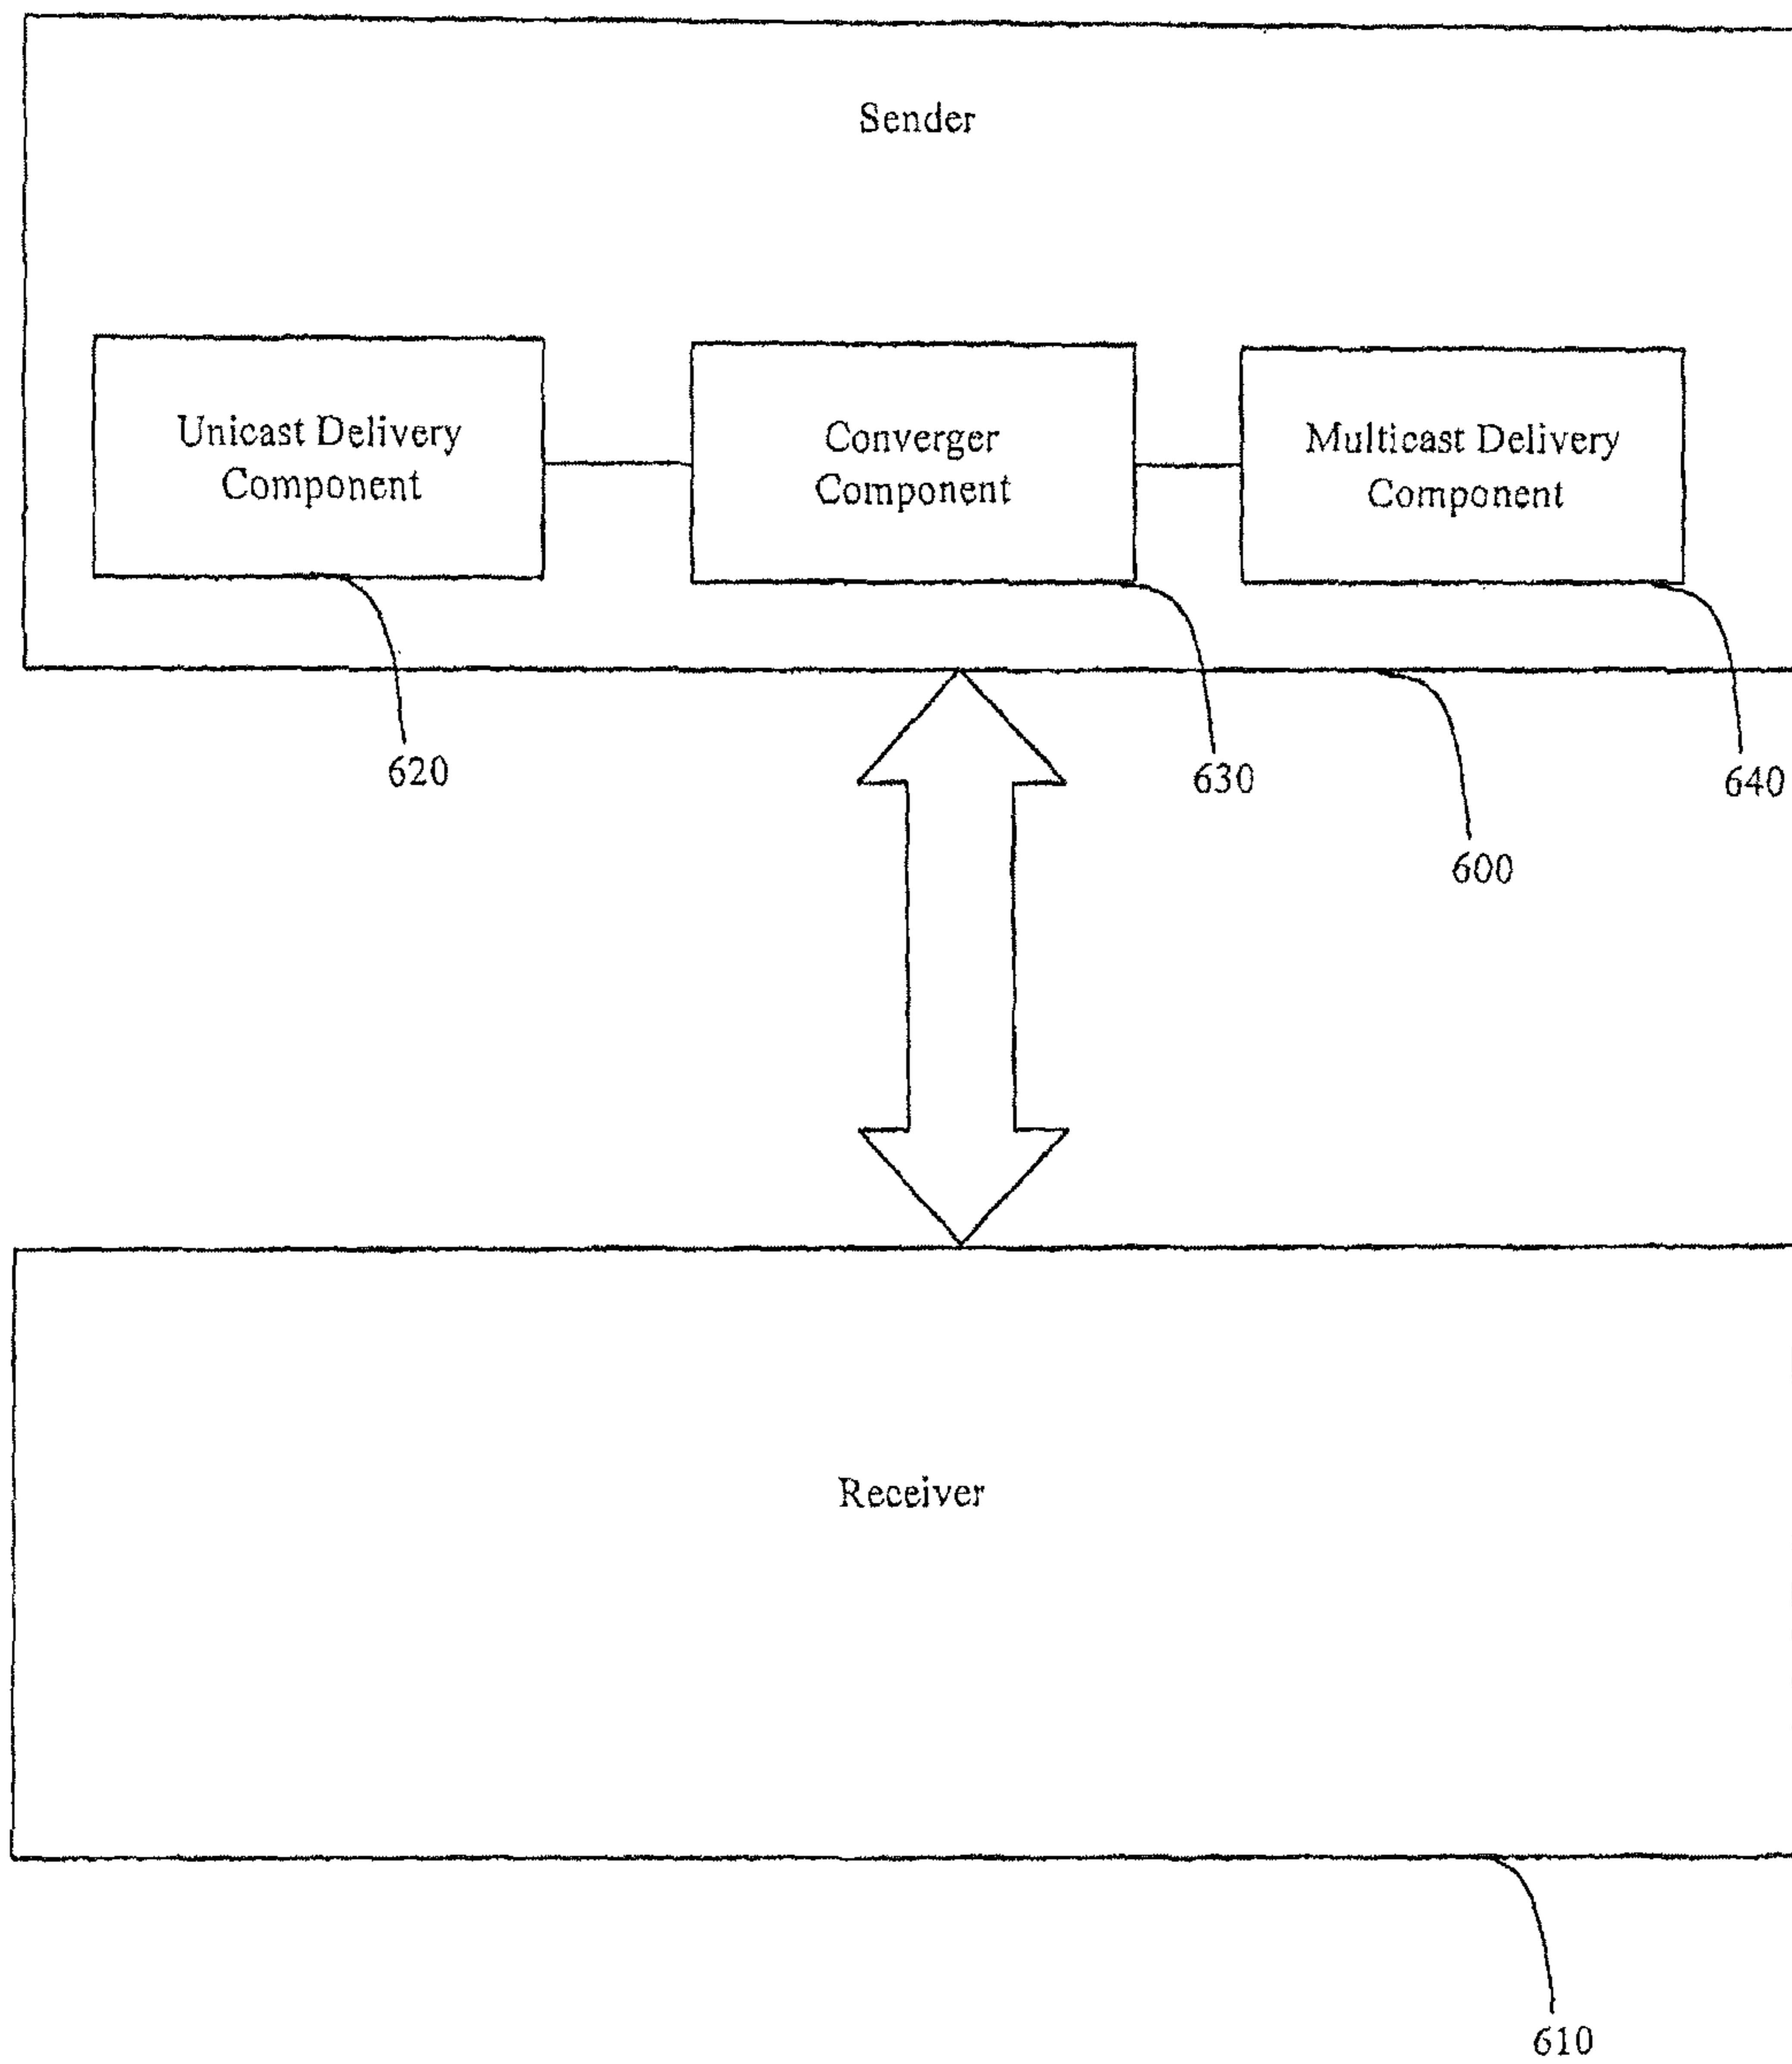 Sender
Unicast Delivery
Component
Converger
Component
Multicast Delivery
Component
620
630
640
600
Receiver
610